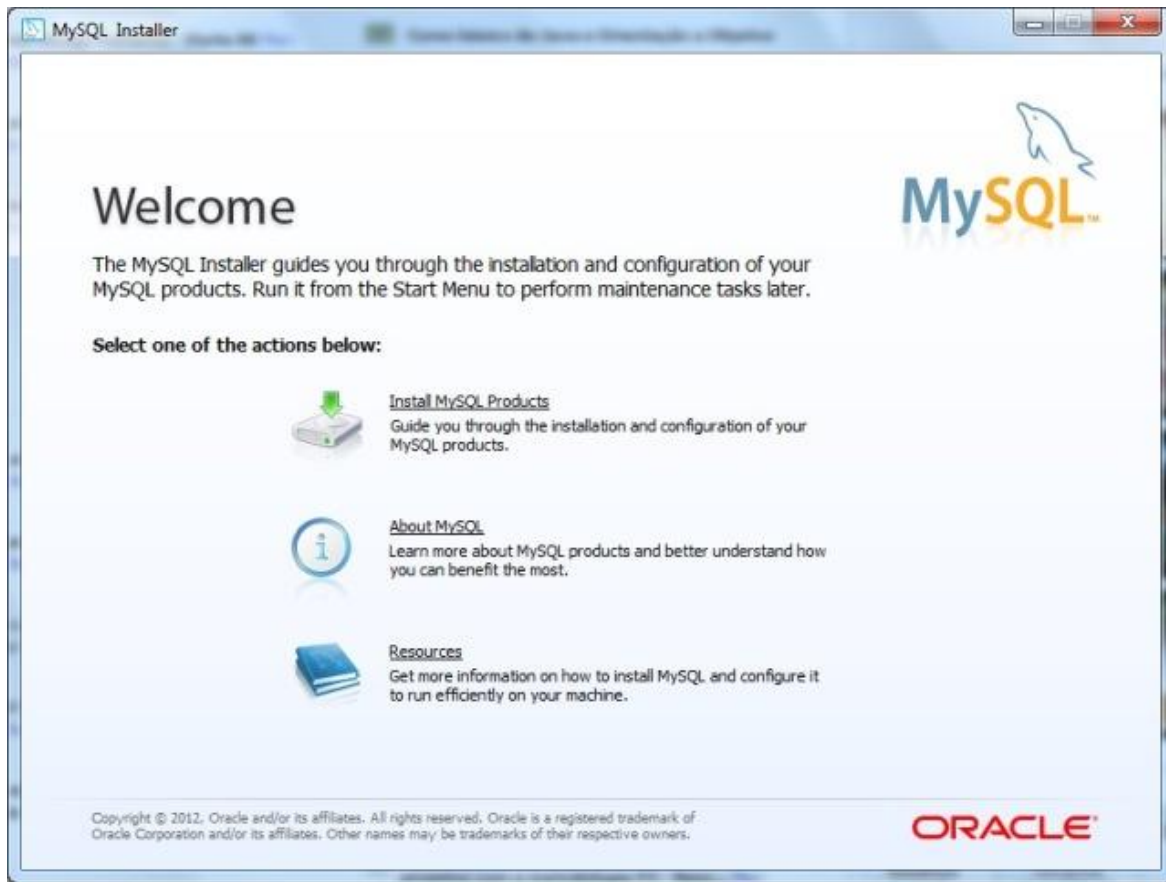 MySQL Installer
MySQL™
Welcome
The MySQL Installer guides you through the installation and configuration of your
MySQL products. Run it from the Start Menu to perform maintenance tasks later.
Select one of the actions below:
Install MySQL Products
Guide you through the installation and configuration of your
MySQL products.
About MySQL
Learn more about MySQL products and better understand how
you can benefit the most.
Resources
Get more information on how to install MySQL and configure it
to run efficiently on your machine.
Copyright © 2012, Oracle and/or its affiliates. All rights reserved. Oracle is a registered trademark of
Oracle Corporation and/or its affiliates. Other names may be trademarks of their respective owners.
ORACLE